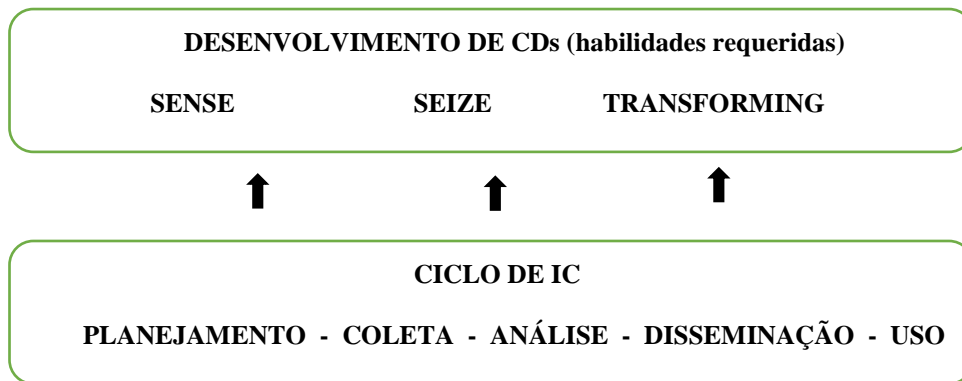 DESENVOLVIMENTO DE CDs (habilidades requeridas)
SENSE SEIZE TRANSFORMING
CICLO DE IC
PLANEJAMENTO - COLETA - ANÁLISE - DISSEMINAÇÃO - USO